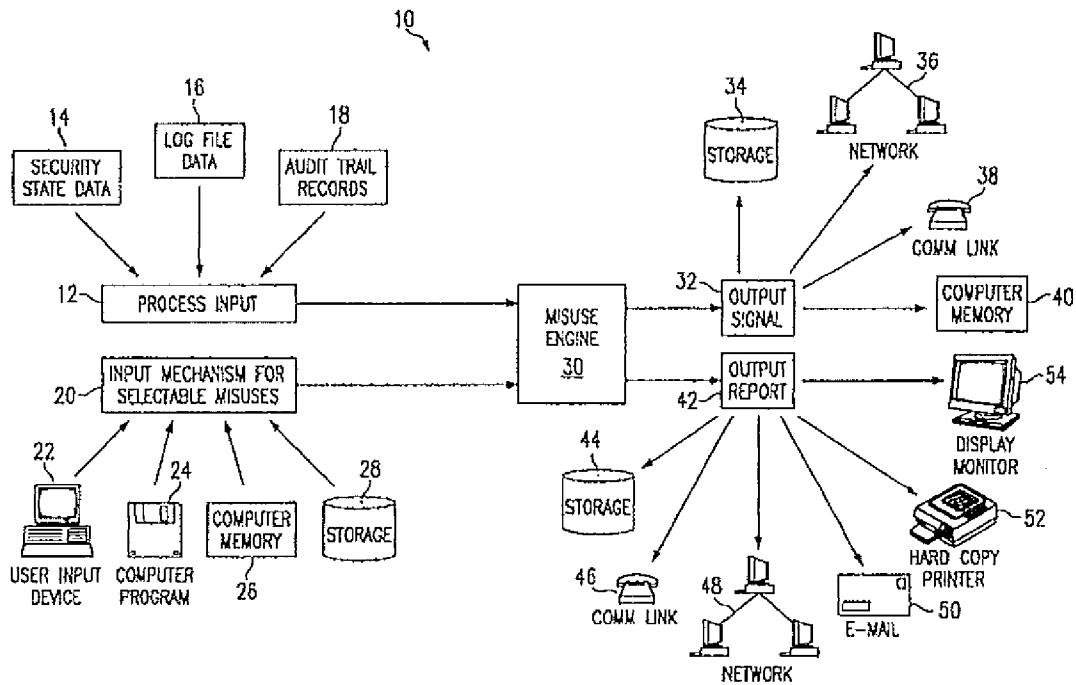 10
14
SECURITY
STATE DATA
16
LOG FILE
DATA
18
AUDIT TRAIL
RECORDS
12
PROCESS INPUT
20
INPUT MECHANISM FOR
SELECTABLE MISUSES
22
USER INPUT
DEVICE
24
COMPUTER
PROGRAM
COMPUTER
MEMORY
26
28
STORAGE
MISUSE
ENGINE
30
32
OUTPUT
SIGNAL
34
STORAGE
36
NETWORK
38
COMM LINK
COMPUTER
MEMORY
40
OUTPUT
REPORT
42
54
DISPLAY
MONITOR
44
STORAGE
46
COMM LINK
48
NETWORK
50
E-MAIL
52
HARD COPY
PRINTER